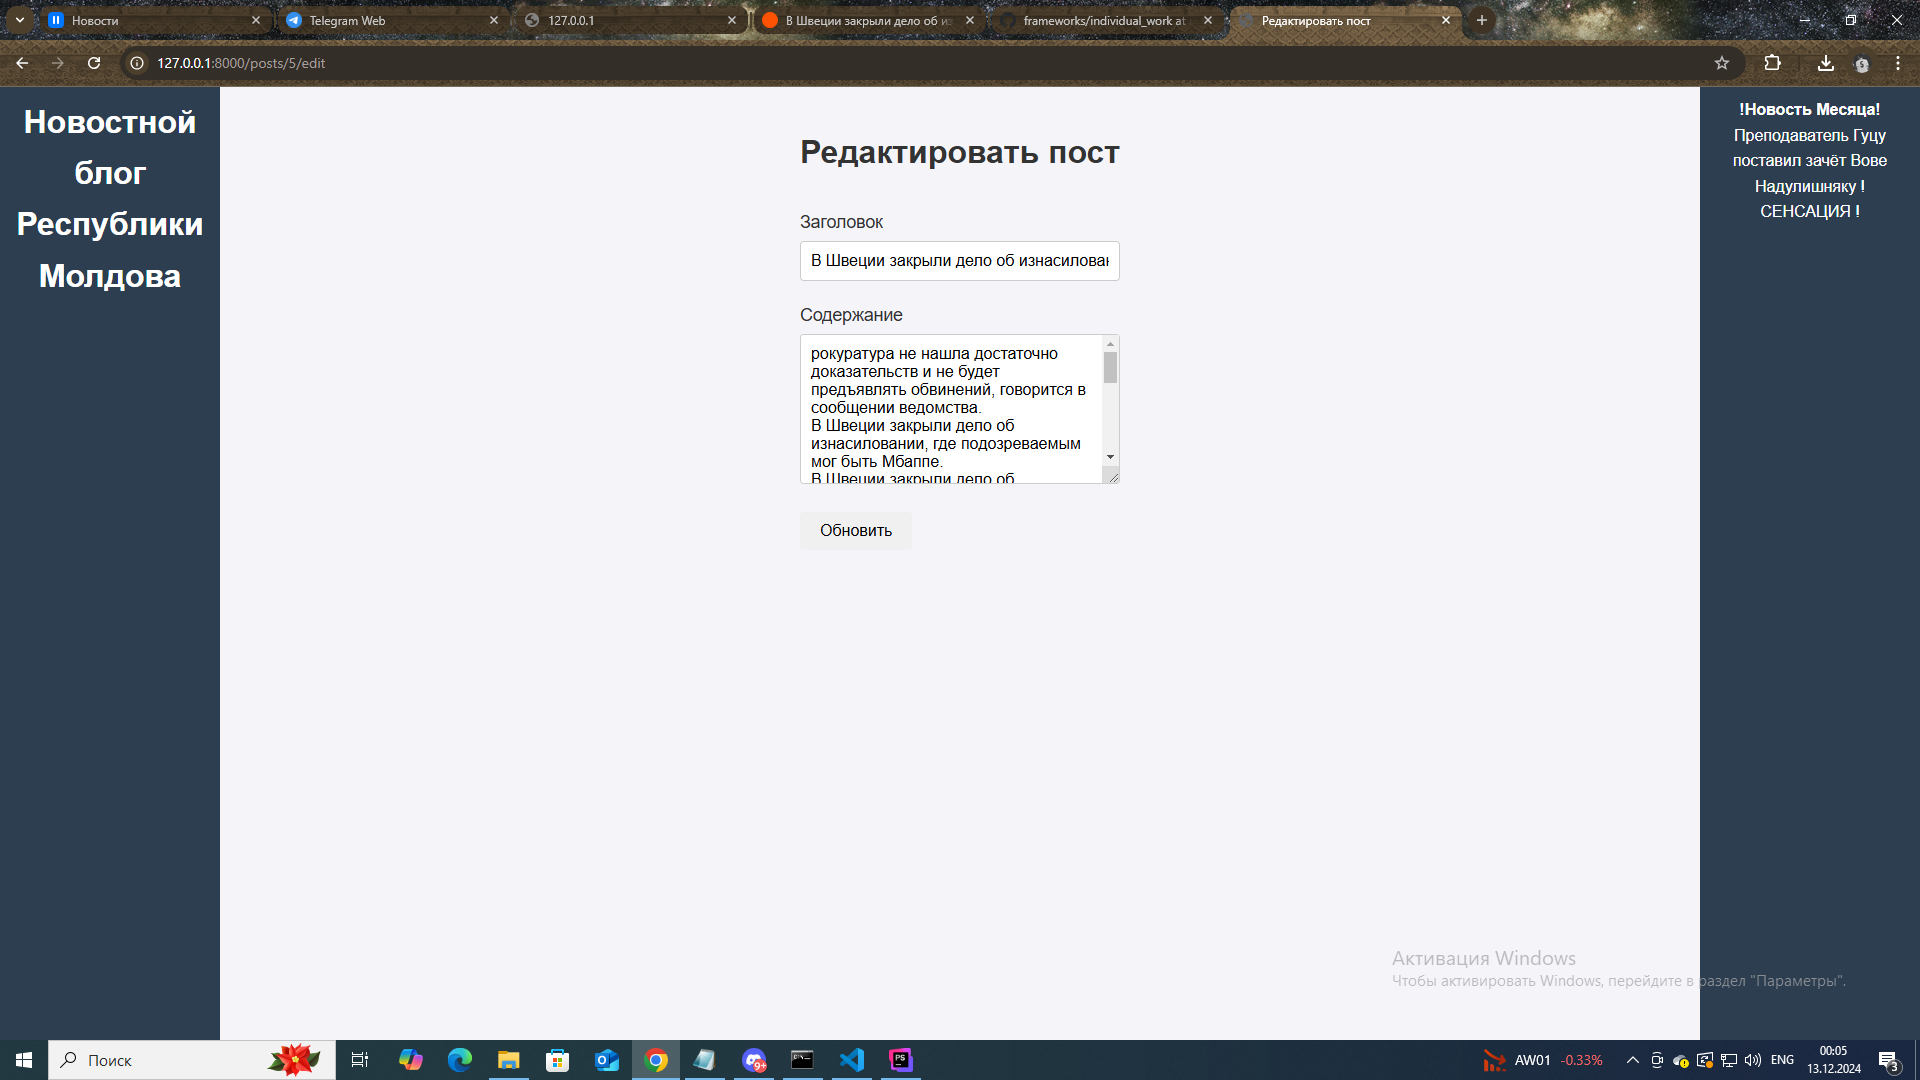 Новости
Telegram Web
127.0.0.1
В Швеции закрыли дело об из
frameworks/individual_work at
Редактировать пост
127.0.0.1:8000/posts/5/edit
Новостной
блог
Республики
Молдова
Редактировать пост
Заголовок
В Швеции закрыли дело об изнасилован
Содержание
рокуратура не нашла достаточно
доказательств и не будет
предъявлять обвинений, говорится в
сообщении ведомства.
В Швеции закрыли дело об
изнасиловании, где подозреваемым
мог быть Мбаппе.
В Швеции закрыли дело об
Обновить
!Новость Месяца!
Преподаватель Гуцу
поставил зачёт Вове
Надулишняку !
СЕНСАЦИЯ !
Активация Windows
Чтобы активировать Windows, перейдите в раздел "Параметры".
Поиск
9+
PS
AW01 -0.33%
ENG
00:05
13.12.2024
3